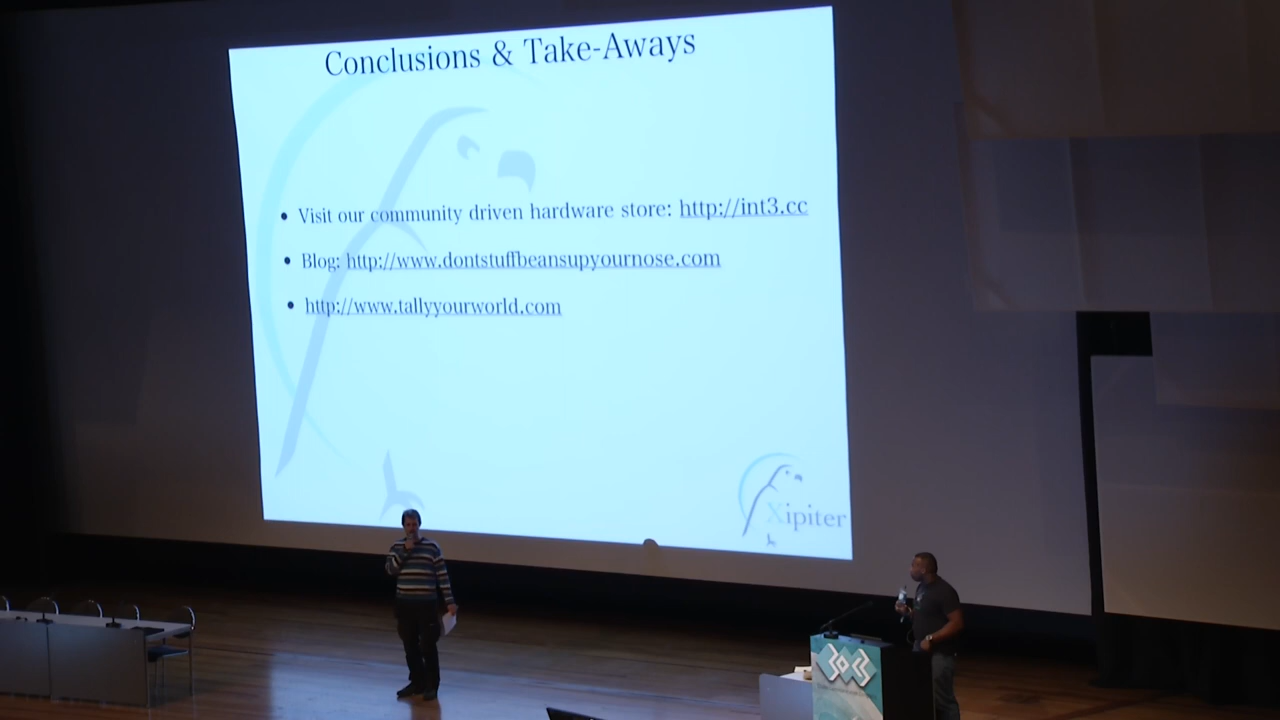 Conclusions & Take-Aways
• Visit our community driven hardware store: http://int3.cc
• Blog: http://www.dontstuffbeansupyournose.com
• http://www.tallyyourworld.com
Xipiter